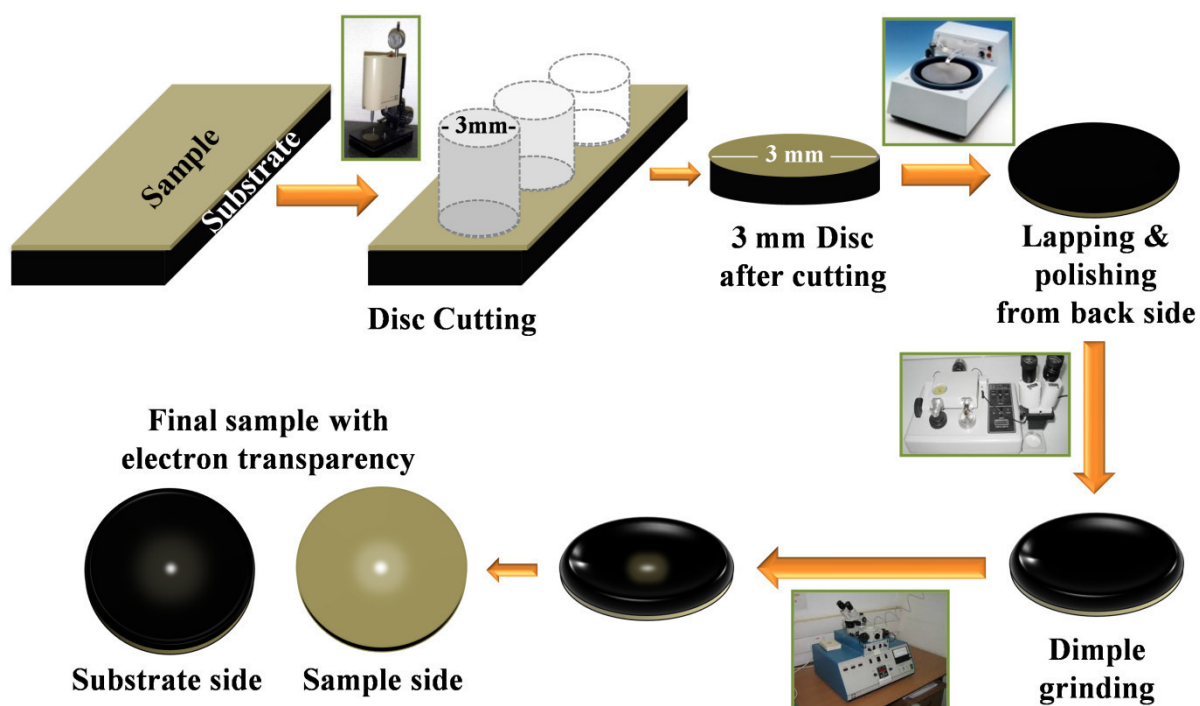 Sample
Substrate
- 3mm-
Disc Cutting
3 mm
3 mm Disc
after cutting
Lapping &
polishing
from back side
Dimple
grinding
Final sample with
electron transparency
Substrate side
Sample side